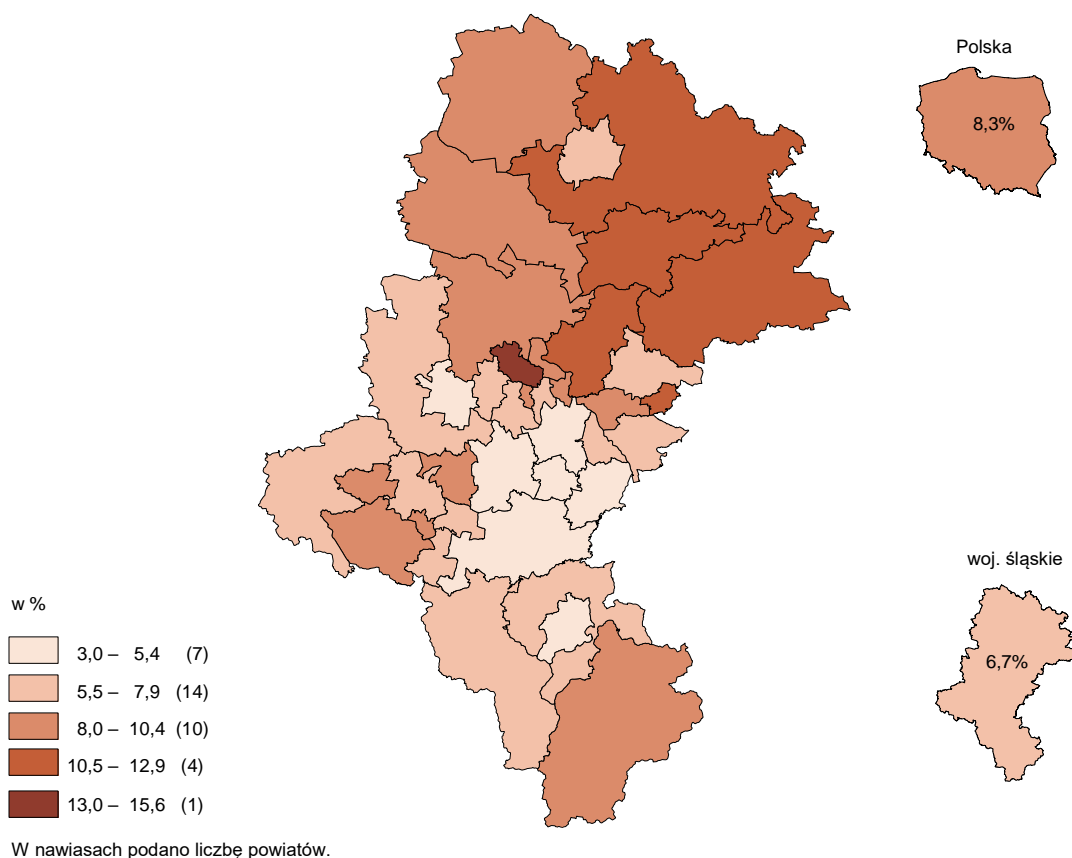 Polska
8,3%
woj. śląskie
6,7%
w %
3,0 – 5,4 (7)
5,5 – 7,9 (14)
8,0 – 10,4 (10)
10,5 – 12,9 (4)
13,0 – 15,6 (1)
W nawiasach podano liczbę powiatów.